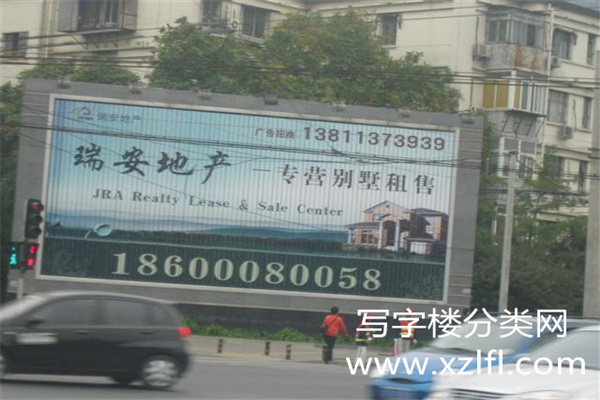 瑞安地产
广告招商 13811373939
瑞安地产 — 专营别墅租售
JRA Realty Lease & Sale Center
18600080058
写字楼分类网
www.xzlfl.com